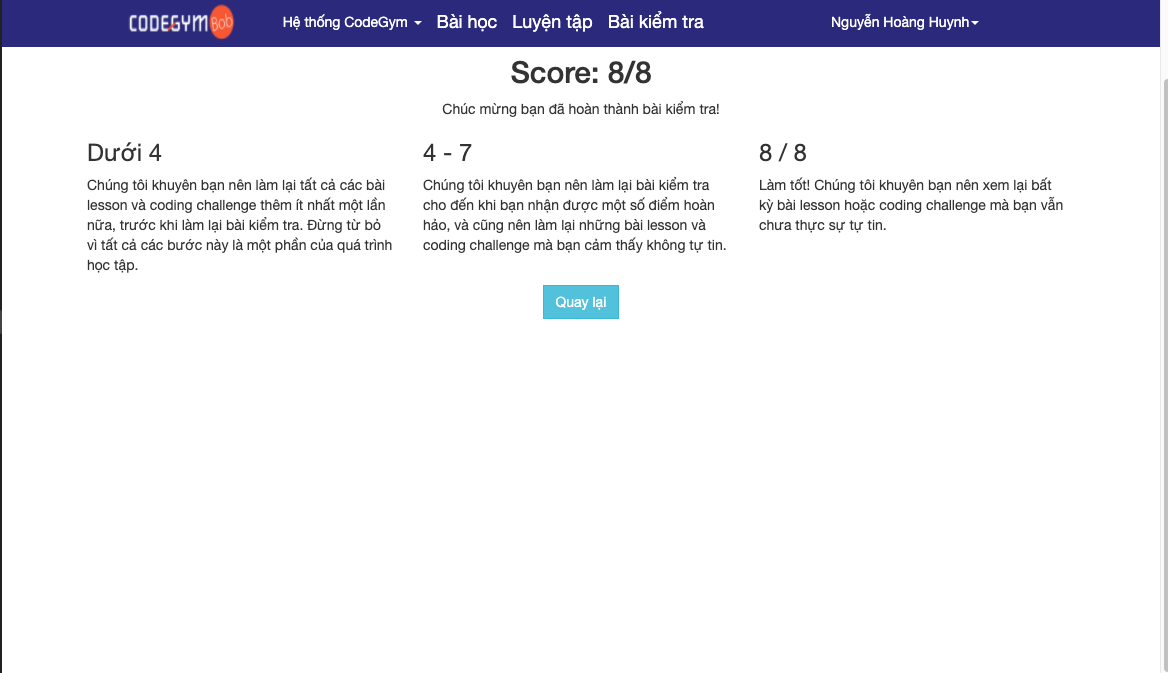 CODEGYM Bob Hệ thống CodeGym Bài học Luyện tập Bài kiểm tra Nguyễn Hoàng Huynh
Score: 8/8
Chúc mừng bạn đã hoàn thành bài kiểm tra!
Dưới 4
Chúng tôi khuyên bạn nên làm lại tất cả các bài
lesson và coding challenge thêm ít nhất một lần
nữa, trước khi làm lại bài kiểm tra. Đừng từ bỏ
vì tất cả các bước này là một phần của quá trình
học tập.
4 - 7
Chúng tôi khuyên bạn nên làm lại bài kiểm tra
cho đến khi bạn nhận được một số điểm hoàn
hảo, và cũng nên làm lại những bài lesson và
coding challenge mà bạn cảm thấy không tự tin.
8 / 8
Làm tốt! Chúng tôi khuyên bạn nên xem lại bất
kỳ bài lesson hoặc coding challenge mà bạn vẫn
chưa thực sự tự tin.
Quay lại